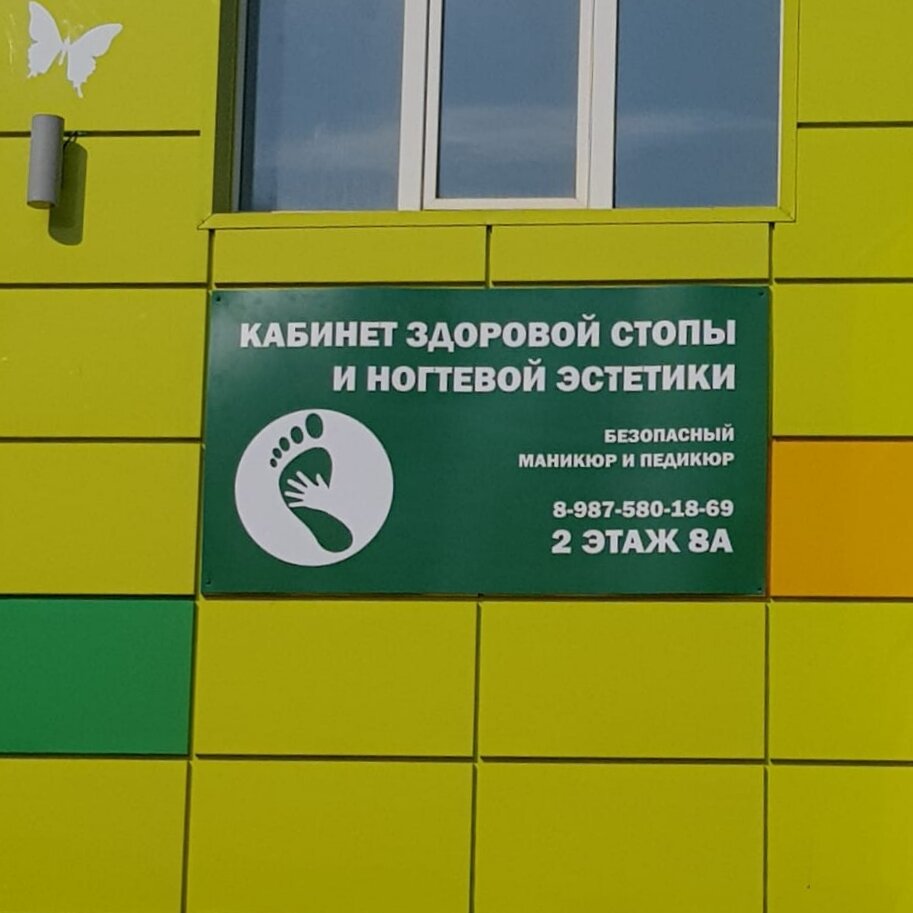 КАБИНЕТ ЗДОРОВОЙ СТОПЫ
И НОГТЕВОЙ ЭСТЕТИКИ
БЕЗОПАСНЫЙ
МАНИКЮР И ПЕДИКЮР
8-987-580-18-69
2 ЭТАЖ 8А